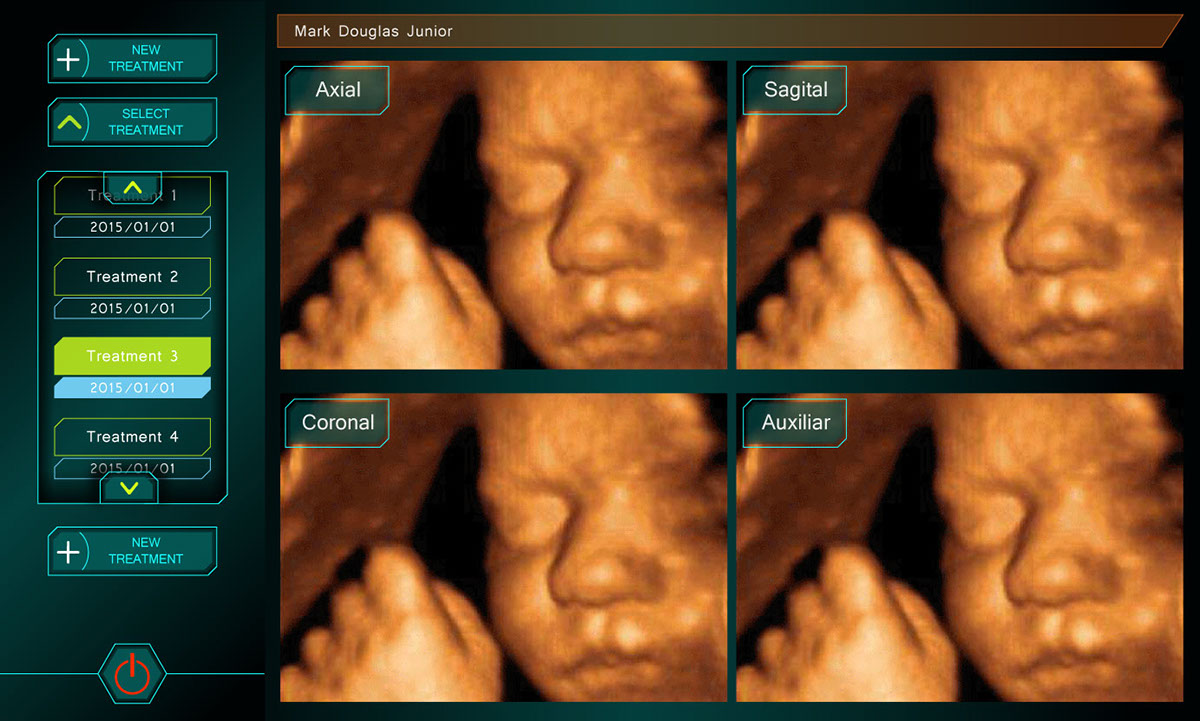 Mark Douglas Junior
NEW
TREATMENT
SELECT
TREATMENT
Treatment 1
2015/01/01
Treatment 2
2015/01/01
Treatment 3
2015/01/01
Treatment 4
2015/01/01
NEW
TREATMENT
Axial
Sagital
Coronal
Auxiliar